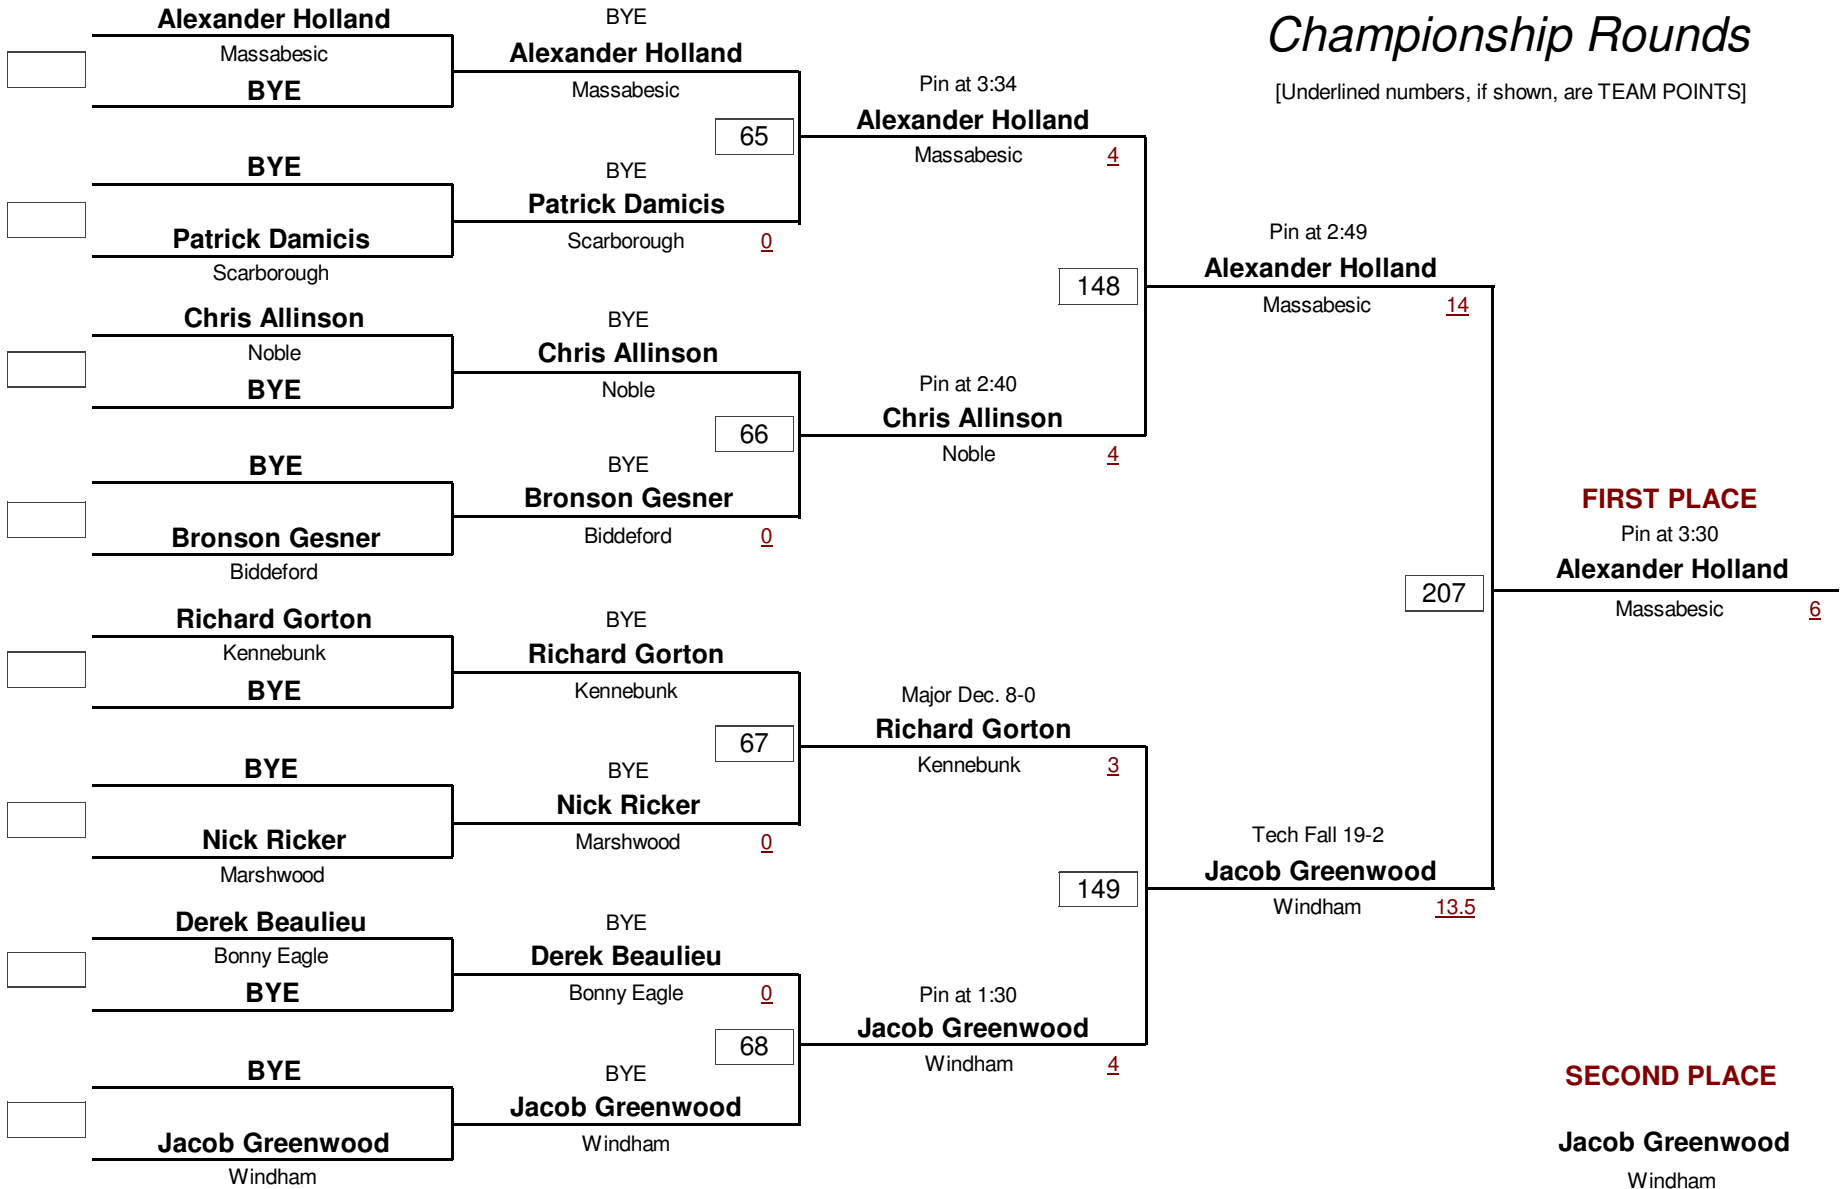 Championship Rounds
[Underlined numbers, if shown, are TEAM POINTS]
Alexander Holland
Massabesic
BYE
BYE
Patrick Damicis
Scarborough
Chris Allinson
Noble
BYE
BYE
Bronson Gesner
Biddeford
Richard Gorton
Kennebunk
BYE
BYE
Nick Ricker
Marshwood
Derek Beaulieu
Bonny Eagle
BYE
BYE
Jacob Greenwood
Windham
BYE
Alexander Holland
Massabesic
65
BYE
Patrick Damicis
Scarborough 0
BYE
Chris Allinson
Noble
66
BYE
Bronson Gesner
Biddeford 0
BYE
Richard Gorton
Kennebunk
67
BYE
Nick Ricker
Marshwood 0
BYE
Derek Beaulieu
Bonny Eagle 0
68
BYE
Jacob Greenwood
Windham
Pin at 3:34
Alexander Holland
Massabesic 4
148
Pin at 2:40
Chris Allinson
Noble 4
Major Dec. 8-0
Richard Gorton
Kennebunk 3
149
Pin at 1:30
Jacob Greenwood
Windham 4
Pin at 2:49
Alexander Holland
Massabesic 14
207
Tech Fall 19-2
Jacob Greenwood
Windham 13.5
FIRST PLACE
Pin at 3:30
Alexander Holland
Massabesic 6
SECOND PLACE
Jacob Greenwood
Windham